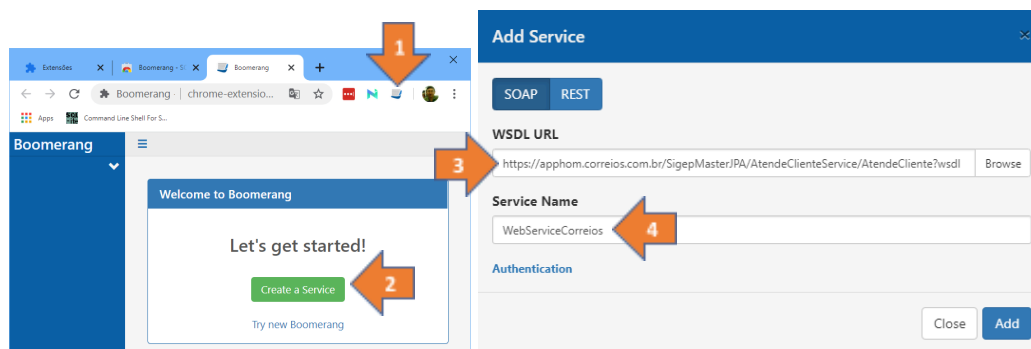 1
Extensões
Boomerang - S
Boomerang
Boomerang
chrome-extensio...
Apps
Command Line Shell For S...
Boomerang
Welcome to Boomerang
Let's get started!
Create a Service
2
Try new Boomerang
Add Service
SOAP
REST
WSDL URL
3
https://apphom.correios.com.br/SigepMasterJPA/AtendeClienteService/AtendeCliente?wsdl
Browse
Service Name
WebServiceCorreios
4
Authentication
Close
Add